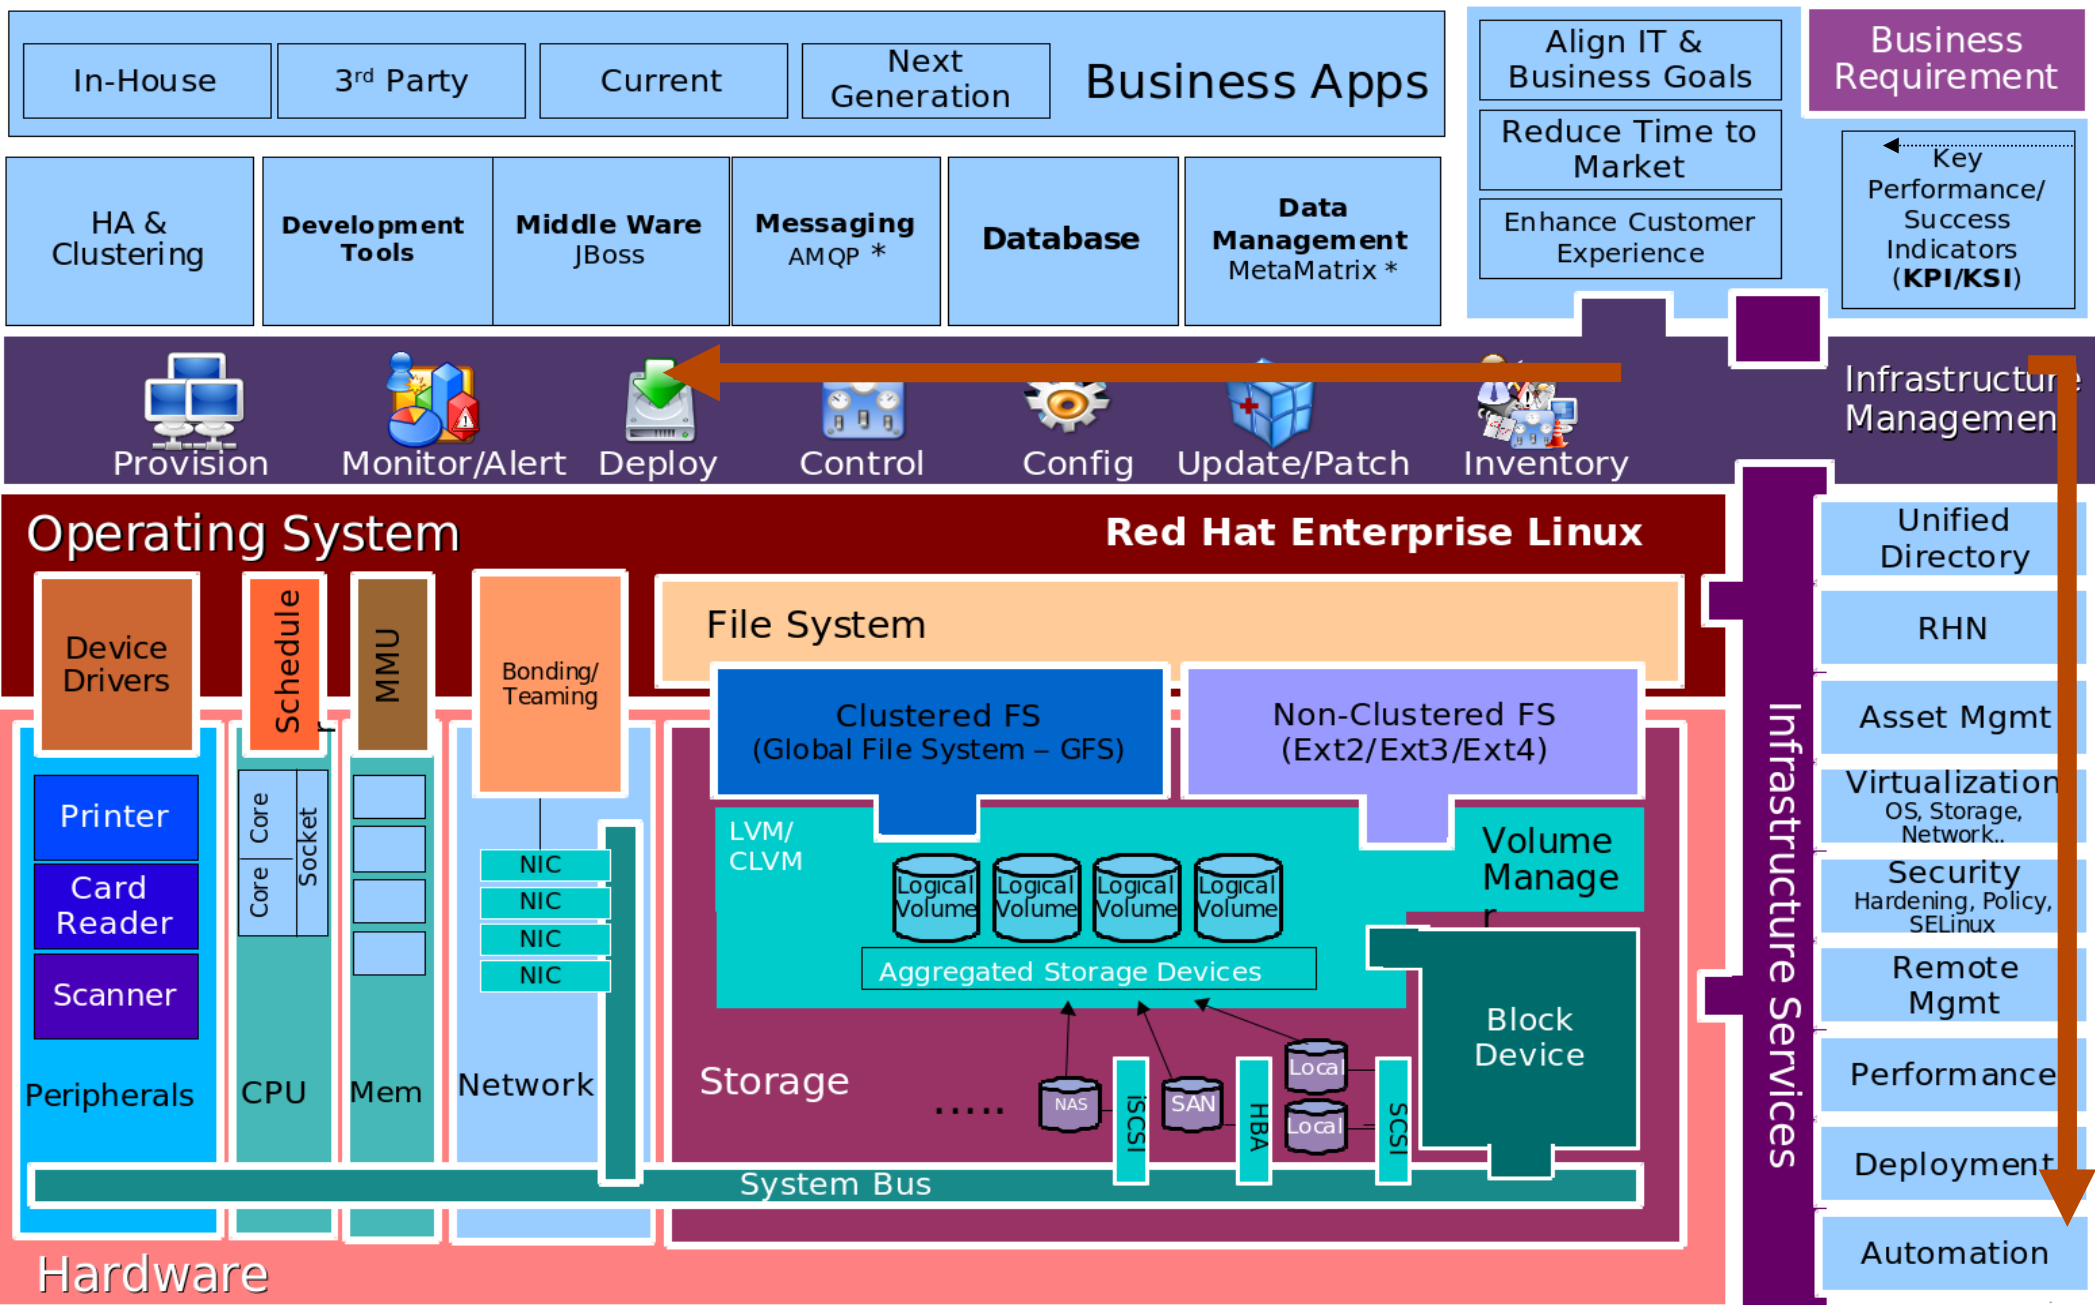 In-House
3rd Party
Current
Next
Generation
Business Apps
Align IT &
Business Goals
Reduce Time to
Market
Enhance Customer
Experience
Business
Requirement
Key
Performance/
Success
Indicators
(KPI/KSI)
HA &
Clustering
Development
Tools
Middle Ware
JBoss
Messaging
AMQP *
Database
Data
Management
MetaMatrix *
Provision
Monitor/Alert
Deploy
Control
Config
Update/Patch
Inventory
Infrastructure
Management
Operating System
Red Hat Enterprise Linux
Device
Drivers
Schedule
r
MMU
Bonding/
Teaming
File System
Clustered FS
(Global File System – GFS)
Non-Clustered FS
(Ext2/Ext3/Ext4)
Printer
Card
Reader
Scanner
Peripherals
Core
Core
Socket
CPU
Mem
NIC
NIC
NIC
NIC
Network
LVM/
CLVM
Logical
Volume
Logical
Volume
Logical
Volume
Logical
Volume
Volume
Manage
r
Aggregated Storage Devices
Block
Device
Storage
.....
NAS
iSCSI
SAN
HBA
Local
Local
SCSI
System Bus
Hardware
Infrastructure Services
Unified
Directory
RHN
Asset Mgmt
Virtualization
OS, Storage,
Network..
Security
Hardening, Policy,
SELinux
Remote
Mgmt
Performance
Deployment
Automation